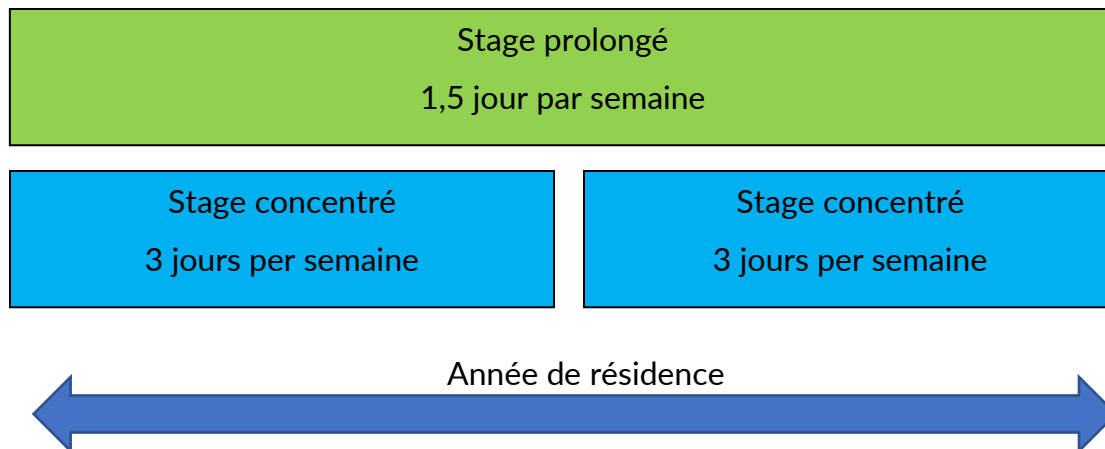 Stage prolongé
1,5 jour par semaine
Stage concentré
3 jours per semaine
Stage concentré
3 jours per semaine
Année de résidence